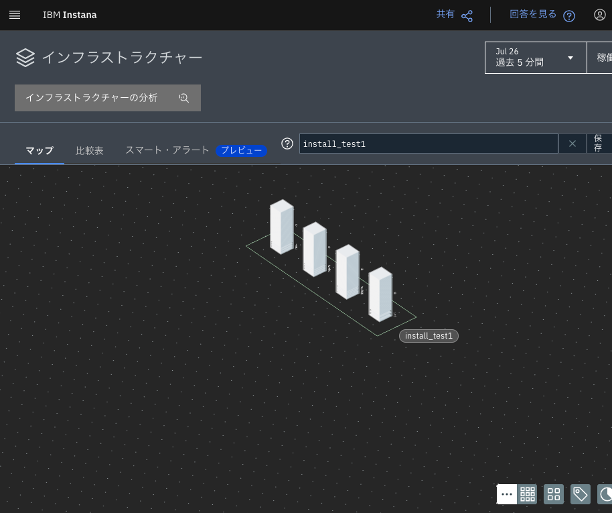 IBM Instana
共有
回答を見る
インフラストラクチャー
Jul 26
過去 5 分間
インフラストラクチャーの分析
マップ
比較表
スマート・アラート
プレビュー
install_test1
保
存
install_test1